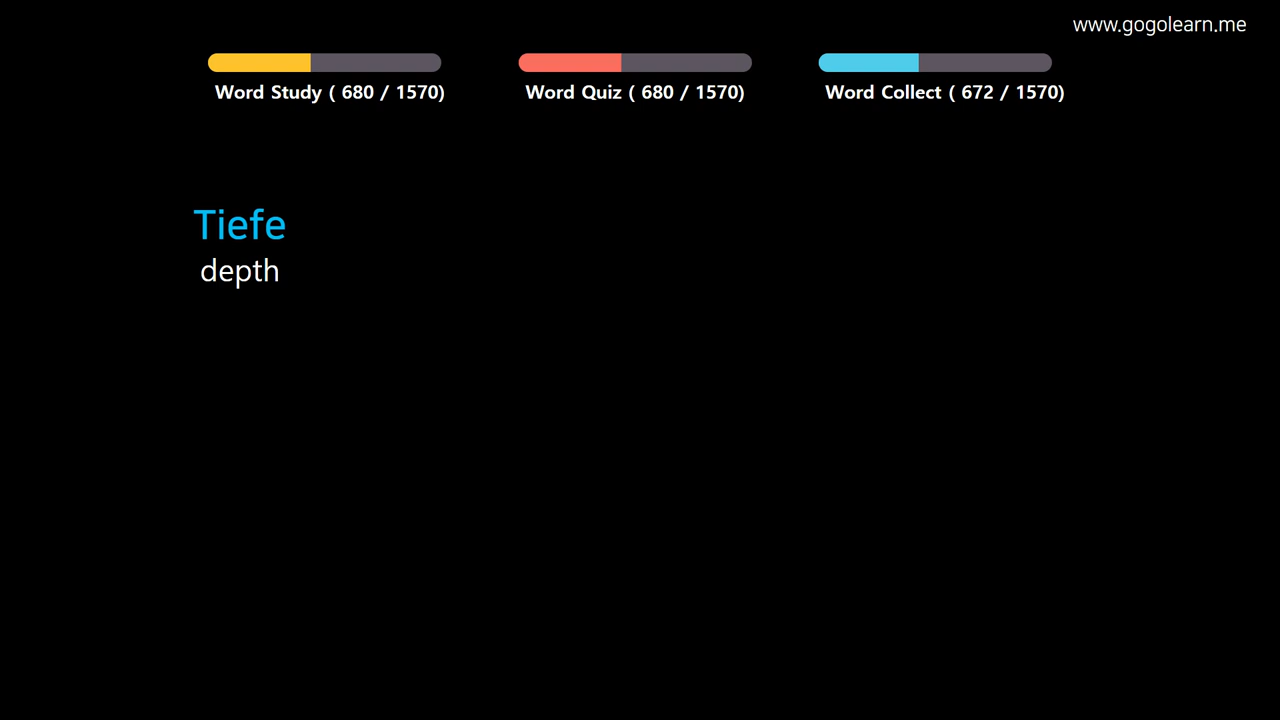 www.gogolearn.me
Word Study ( 680 / 1570)
Word Quiz ( 680 / 1570)
Word Collect ( 672 / 1570)
Tiefe
depth